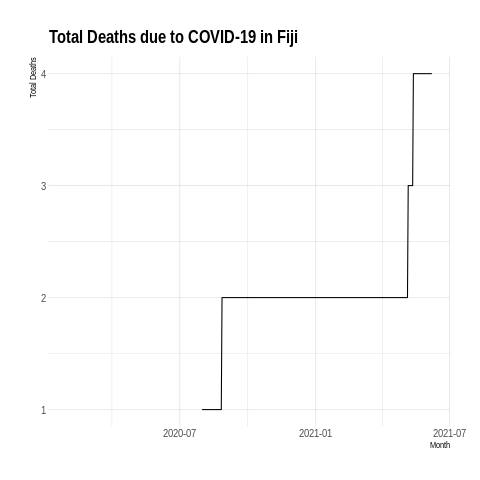 Total Deaths due to COVID-19 in Fiji
Total Deaths
4
3
2
1
2020-07
2021-01
2021-07
Month